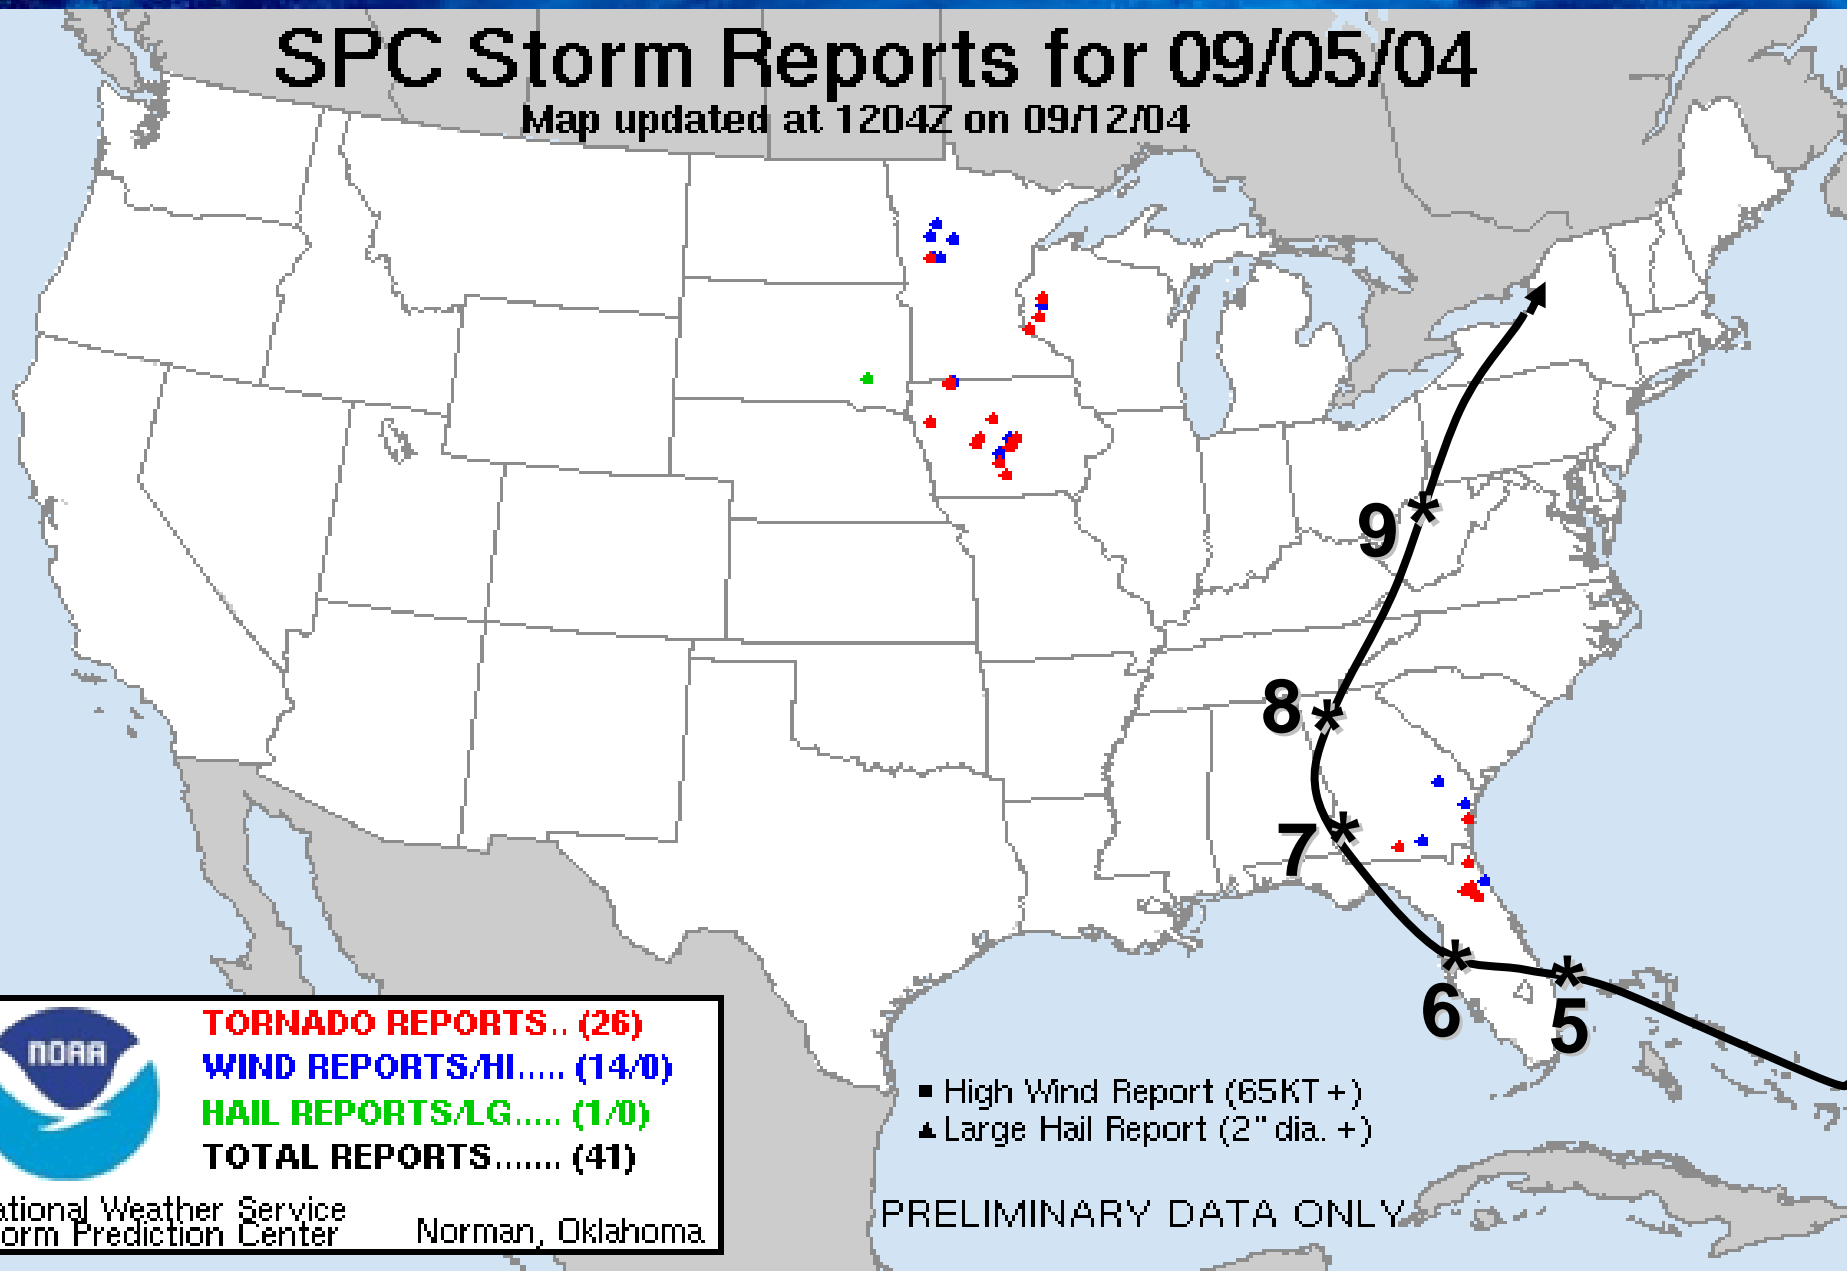 SPC Storm Reports for 09/05/04
Map updated at 1204Z on 09/12/04
9
8
7
6
5
NOAA
TORNADO REPORTS.. (26)
WIND REPORTS/HI..... (14/0)
HAIL REPORTS/LG..... (1/0)
TOTAL REPORTS....... (41)
ational Weather Service
orm Prediction Center
Norman, Oklahoma
High Wind Report (65KT +)
Large Hail Report (2" dia. +)
PRELIMINARY DATA ONLY